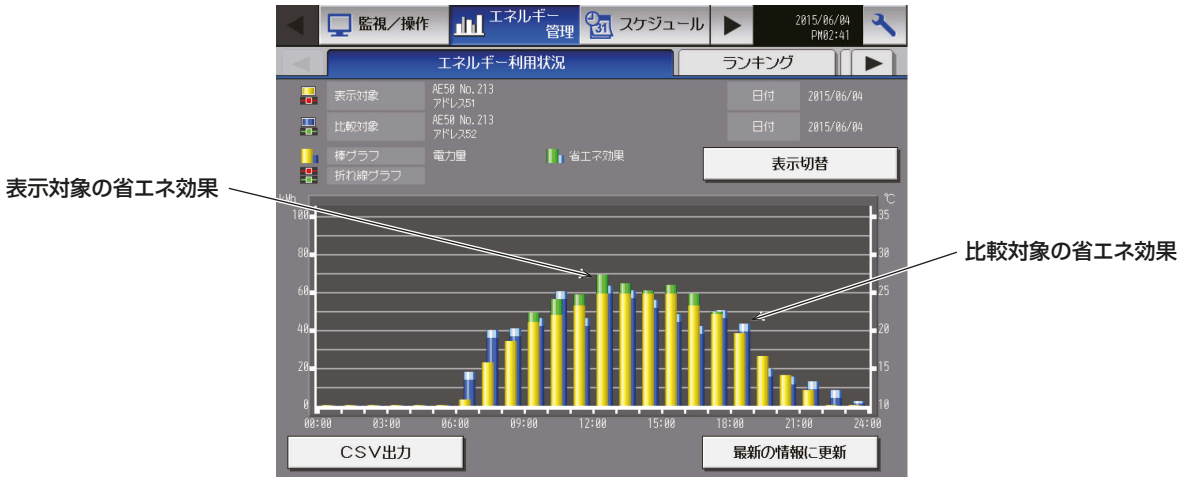 監視／操作
エネルギー
管理
スケジュール
2015/06/04
PM02:41
エネルギー利用状況
ランキング
表示対象
AE50 No.213
アドレス51
日付
2015/06/04
比較対象
AE50 No.213
アドレス52
日付
2015/06/04
棒グラフ
電力量
省エネ効果
折れ線グラフ
表示切替
表示対象の省エネ効果
比較対象の省エネ効果
kWh
℃
100
35
80
30
60
25
40
20
20
15
0
10
00:00 03:00 06:00 09:00 12:00 15:00 18:00 21:00 24:00
CSV出力
最新の情報に更新